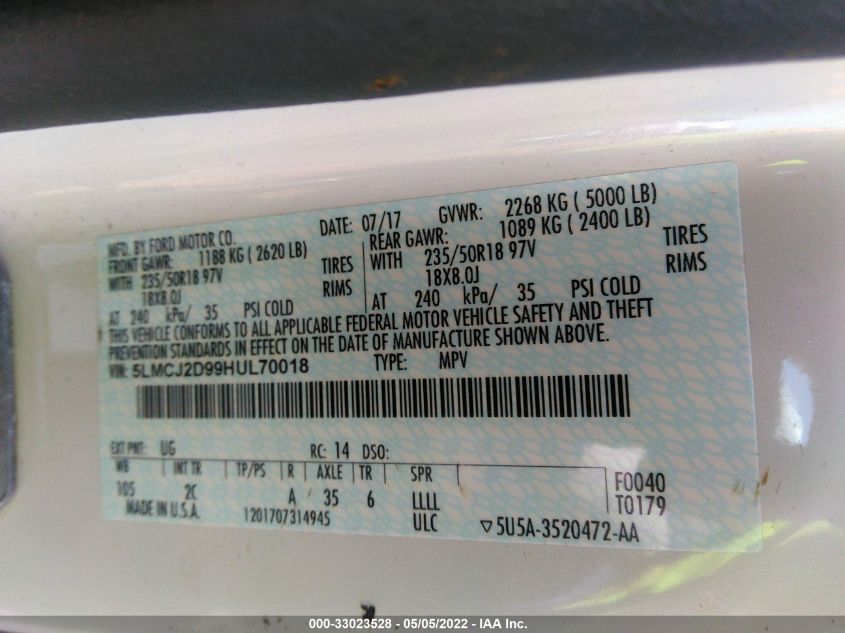 MFD. BY FORD MOTOR CO. DATE: 07/17 GVWR: 2268 KG ( 5000 LB)
FRONT GAWR: 1188 KG ( 2620 LB) REAR GAWR: 1089 KG ( 2400 LB)
WITH 235/50R18 97V TIRES WITH 235/50R18 97V TIRES
18X8.0J RIMS 18X8.0J RIMS
AT 240 kPa/ 35 PSI COLD AT 240 kPa/ 35 PSI COLD
THIS VEHICLE CONFORMS TO ALL APPLICABLE FEDERAL MOTOR VEHICLE SAFETY AND THEFT
PREVENTION STANDARDS IN EFFECT ON THE DATE OF MANUFACTURE SHOWN ABOVE.
VIN: 5LMCJ2D99HUL70018 TYPE: MPV
EXT PNT: UG RC: 14 DSO:
WB INT TR TP/PS R AXLE TR SPR F0040
105 2C A 35 6 LLLL T0179
MADE IN U.S.A. 1201707314945 ULC ▽5U5A-3520472-AA
000-33023528 - 05/05/2022 - IAA Inc.